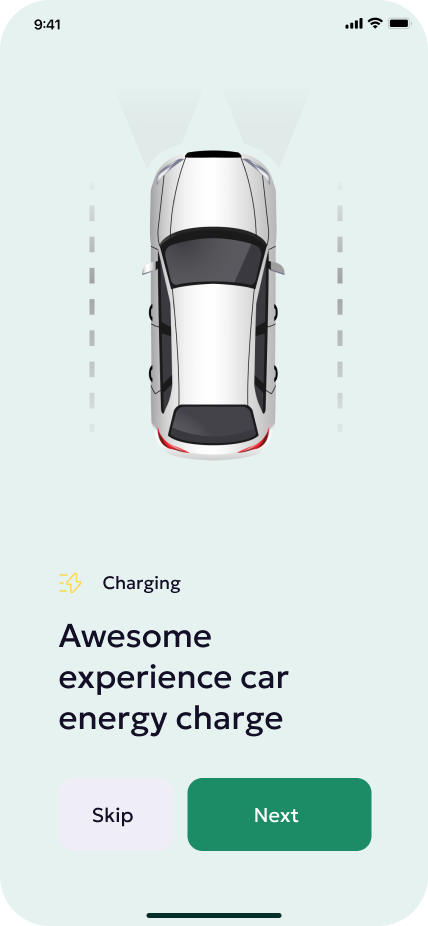 9:41
Charging
Awesome
experience car
energy charge
Skip
Next